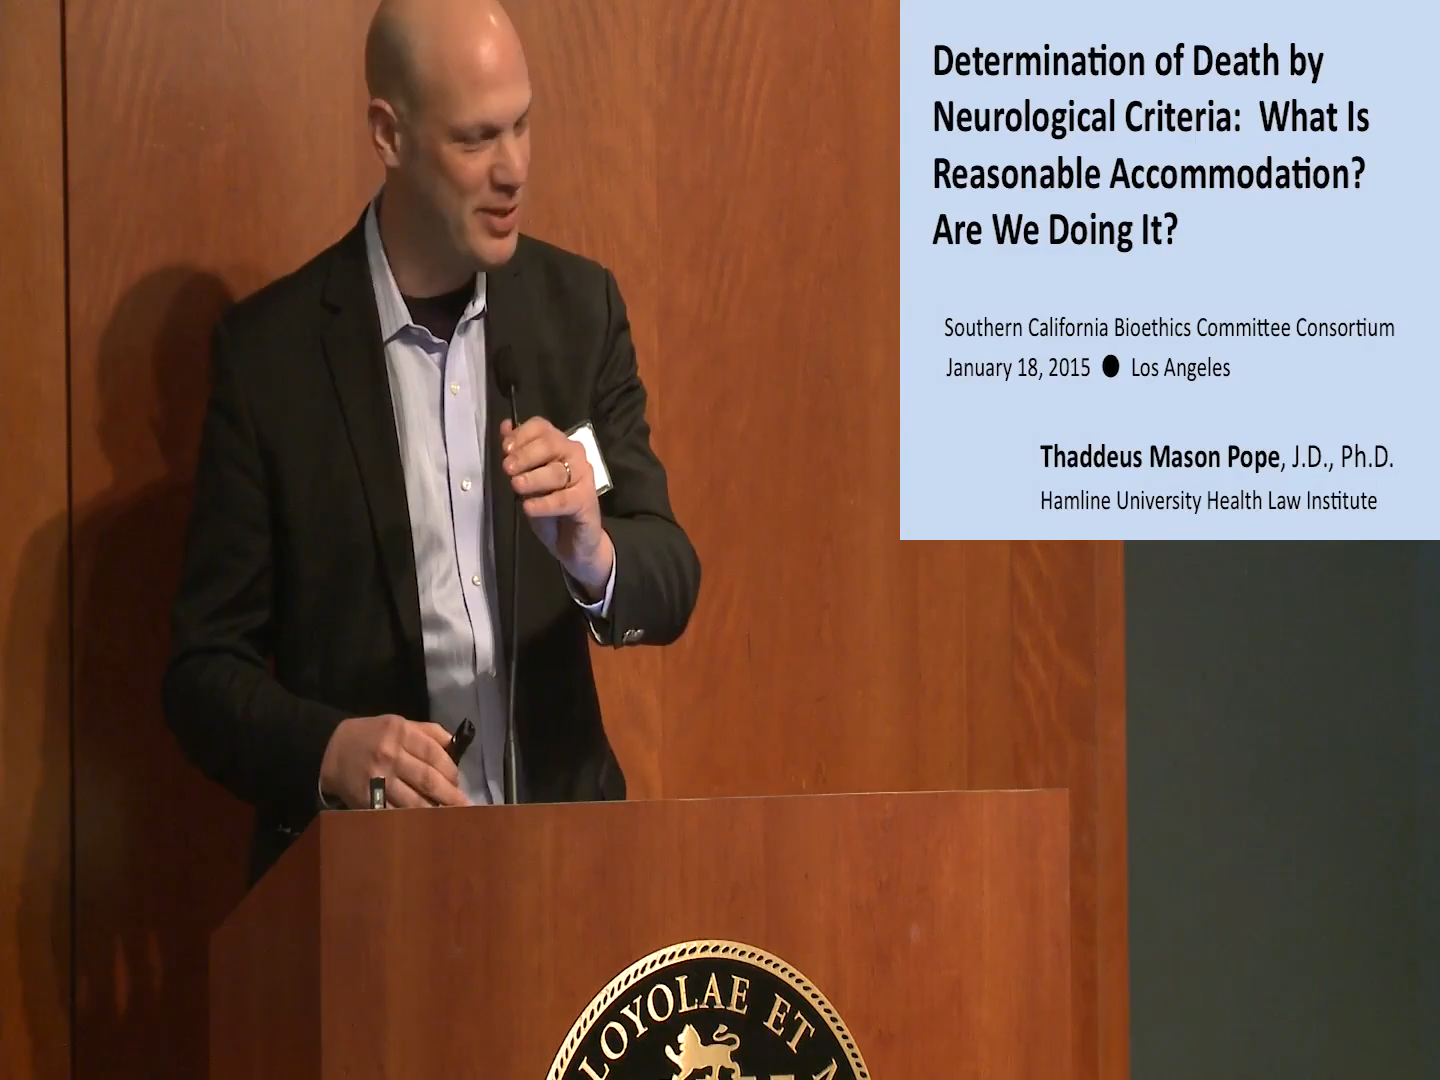 Determination of Death by
Neurological Criteria: What Is
Reasonable Accommodation?
Are We Doing It?
Southern California Bioethics Committee Consortium
January 18, 2015 ● Los Angeles
Thaddeus Mason Pope, J.D., Ph.D.
Hamline University Health Law Institute
LOYOLAE ET